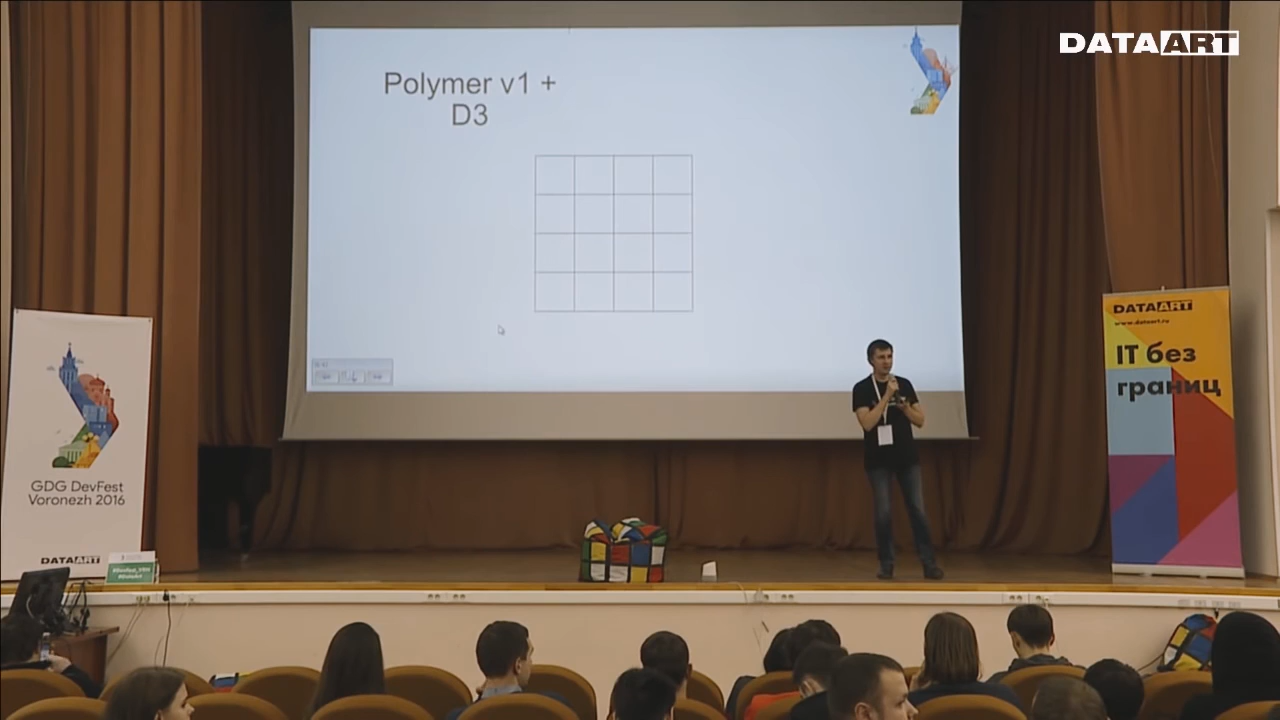 DATAART
Polymer v1 +
D3
DATAART
www.dataart.ru
IT без
границ
GDG DevFest
Voronezh 2016
DATAART